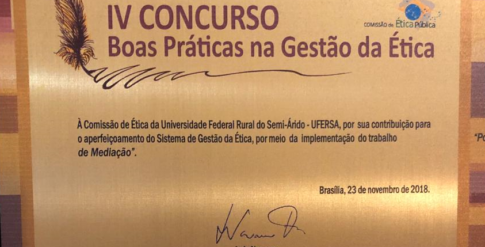 IV CONCURSO
Boas Práticas na Gestão da Ética
COMISSÃO DE Ética Pública
À Comissão de Ética da Universidade Federal Rural do Semi-Árido - UFERSA, por sua contribuição para
o aperfeiçoamento do Sistema de Gestão da Ética, por meio da implementação do trabalho
de Mediação”.
Brasília, 23 de novembro de 2018.